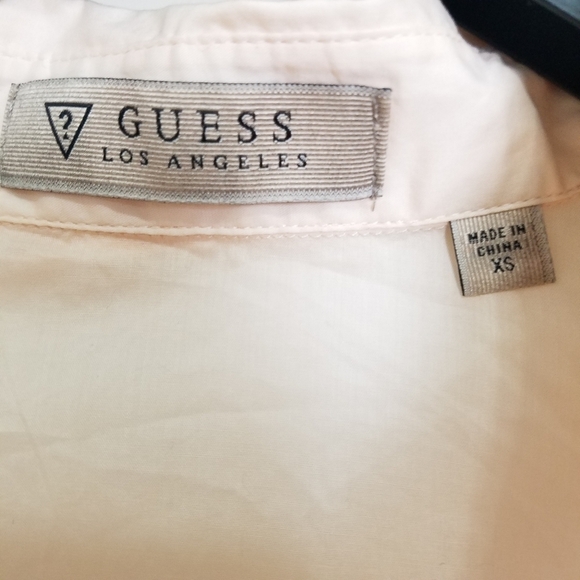 ?
GUESS
LOS ANGELES
MADE IN
CHINA
XS